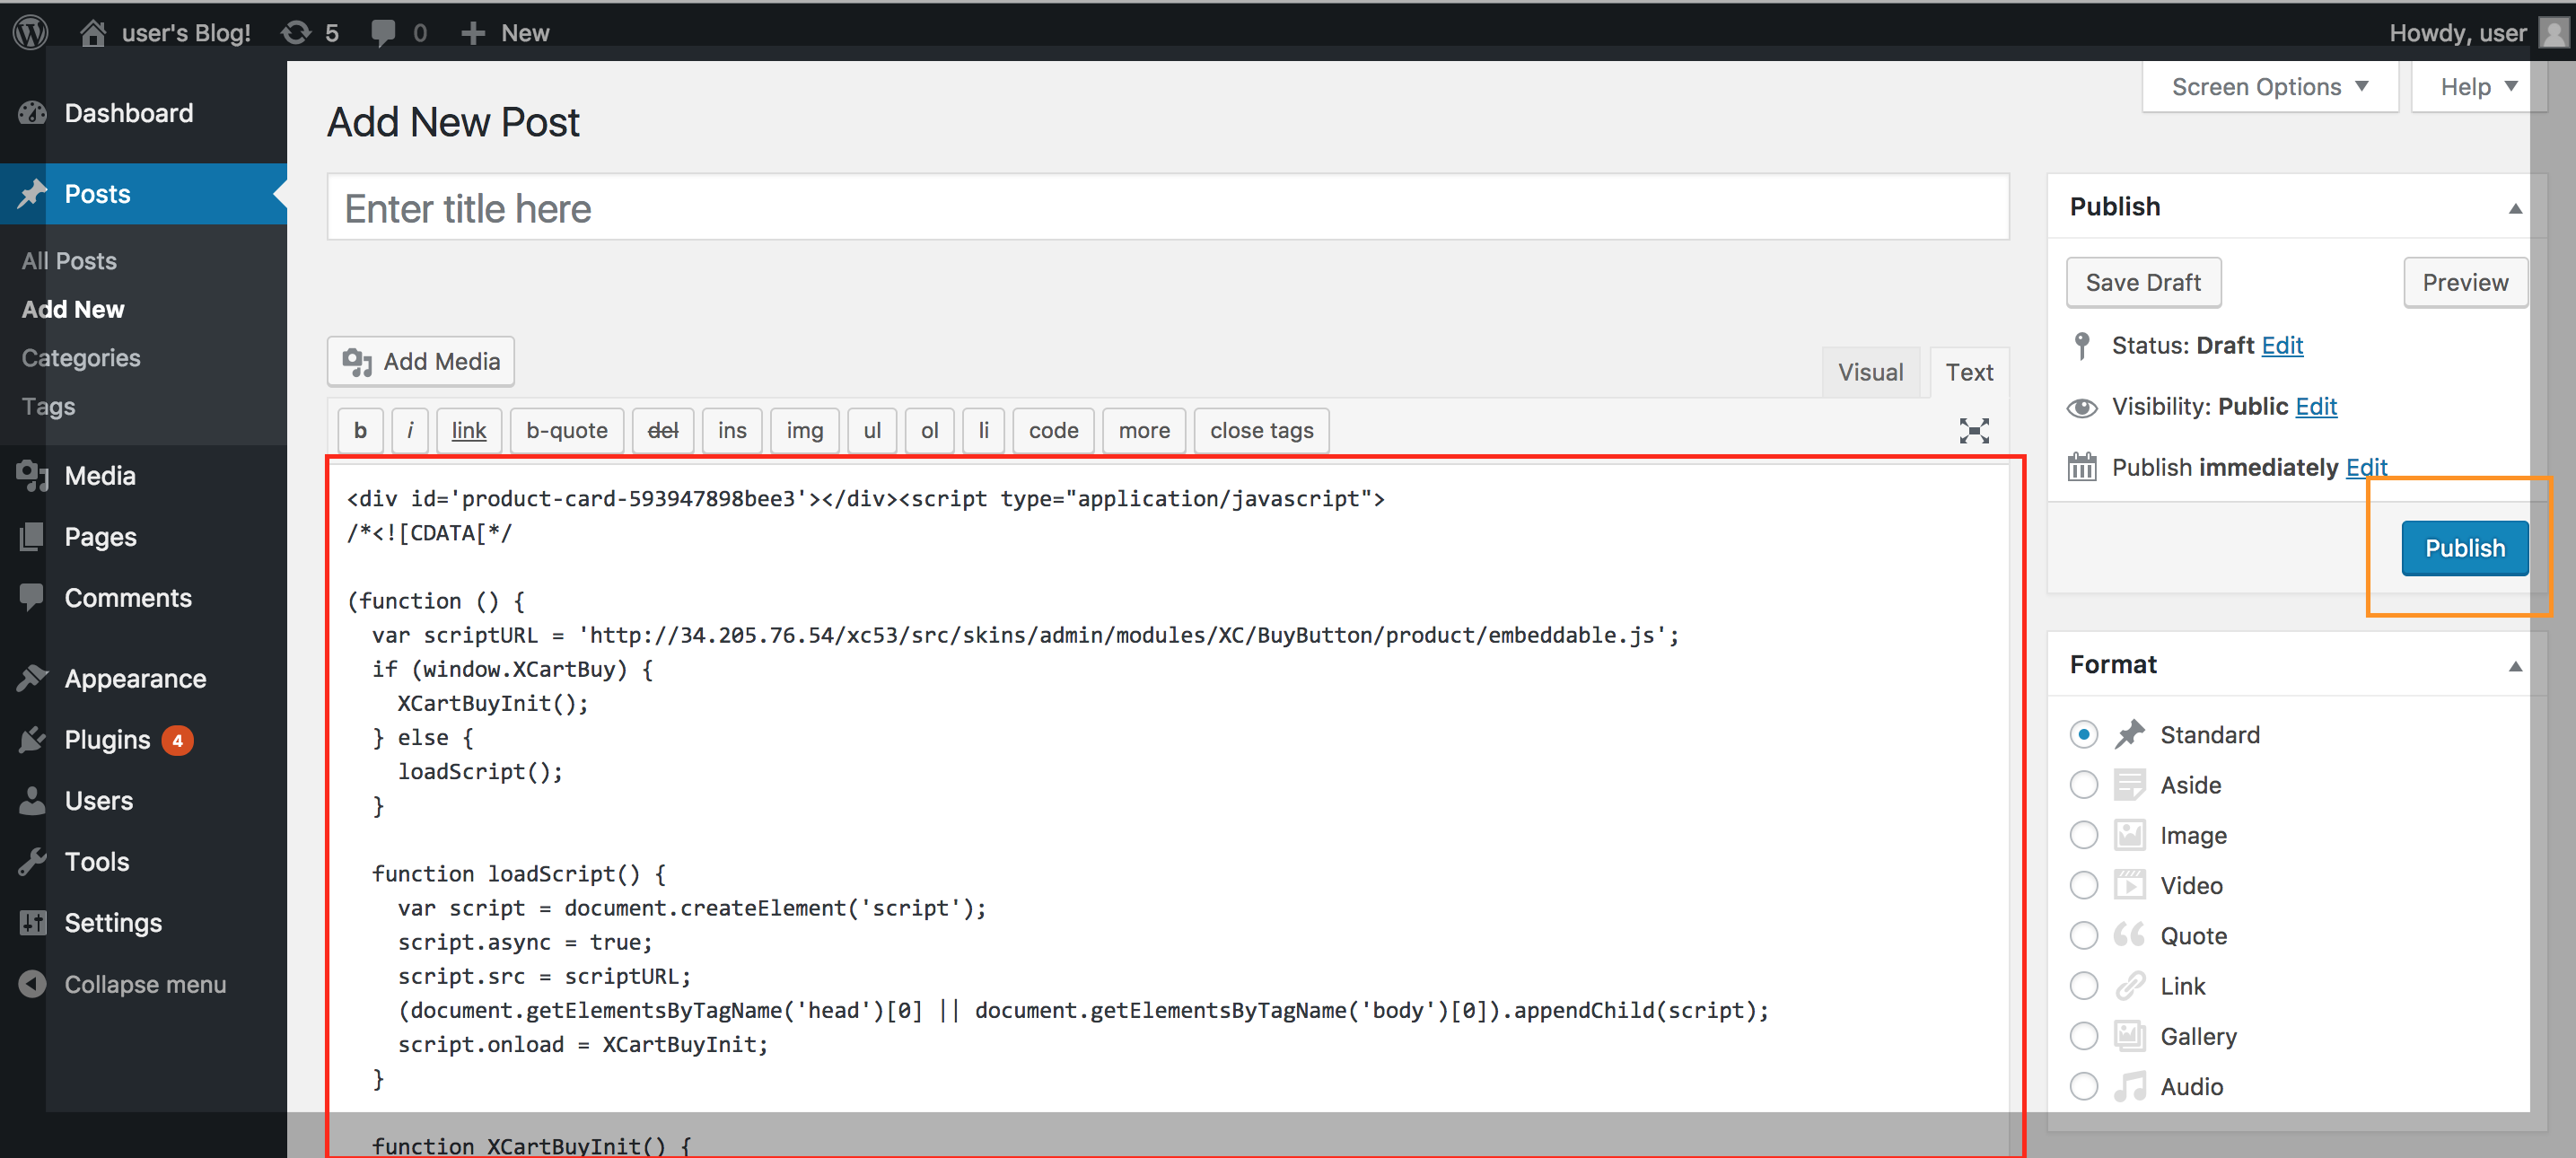 user's Blog! 5 0 New Howdy, user
Screen Options Help
Dashboard
Posts
All Posts
Add New
Categories
Tags
Media
Pages
Comments
Appearance
Plugins 4
Users
Tools
Settings
Collapse menu
Add New Post
Enter title here
Add Media
Visual Text
b i link b-quote del ins img ul ol li code more close tags
<div id='product-card-593947898bee3'></div><script type="application/javascript">
/*<![CDATA[*/
(function () {
var scriptURL = 'http://34.205.76.54/xc53/src/skins/admin/modules/XC/BuyButton/product/embeddable.js';
if (window.XCartBuy) {
XCartBuyInit();
} else {
loadScript();
}
function loadScript() {
var script = document.createElement('script');
script.async = true;
script.src = scriptURL;
(document.getElementsByTagName('head')[0] || document.getElementsByTagName('body')[0]).appendChild(script);
script.onload = XCartBuyInit;
}
function XCartBuyInit() {
Publish
Save Draft Preview
Status: Draft Edit
Visibility: Public Edit
Publish immediately Edit
Publish
Format
Standard
Aside
Image
Video
Quote
Link
Gallery
Audio